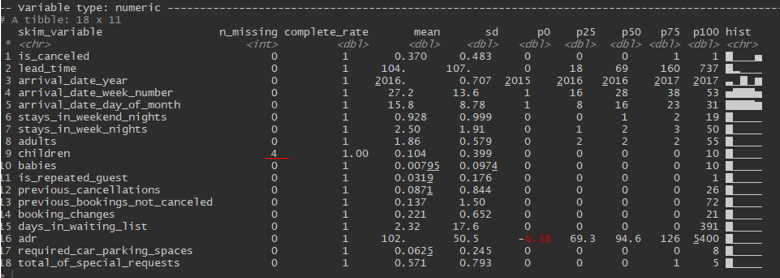 -- Variable type: numeric --
# A tibble: 18 x 11
skim_variable n_missing complete_rate mean sd p0 p25 p50 p75 p100 hist
* <chr> <int> <dbl> <dbl> <dbl> <dbl> <dbl> <dbl> <dbl> <dbl> <chr>
1 is_canceled 0 1 0.370 0.483 0 0 0 1 1
2 lead_time 0 1 104. 107. 0 18 69 160 737
3 arrival_date_year 0 1 2016. 0.707 2015 2016 2016 2017 2017
4 arrival_date_week_number 0 1 27.2 13.6 1 16 28 38 53
5 arrival_date_day_of_month 0 1 15.8 8.78 1 8 16 23 31
6 stays_in_weekend_nights 0 1 0.928 0.999 0 0 1 2 19
7 stays_in_week_nights 0 1 2.50 1.91 0 1 2 3 50
8 adults 0 1 1.86 0.579 0 2 2 2 55
9 children 4 1.00 0.104 0.399 0 0 0 0 10
10 babies 0 1 0.00795 0.0974 0 0 0 0 10
11 is_repeated_guest 0 1 0.0319 0.176 0 0 0 0 1
12 previous_cancellations 0 1 0.0871 0.844 0 0 0 0 26
13 previous_bookings_not_canceled 0 1 0.137 1.50 0 0 0 0 72
14 booking_changes 0 1 0.221 0.652 0 0 0 0 21
15 days_in_waiting_list 0 1 2.32 17.6 0 0 0 0 391
16 adr 0 1 102. 50.5 -6.38 69.3 94.6 126 5400
17 required_car_parking_spaces 0 1 0.0625 0.245 0 0 0 0 8
18 total_of_special_requests 0 1 0.571 0.793 0 0 0 1 5
>